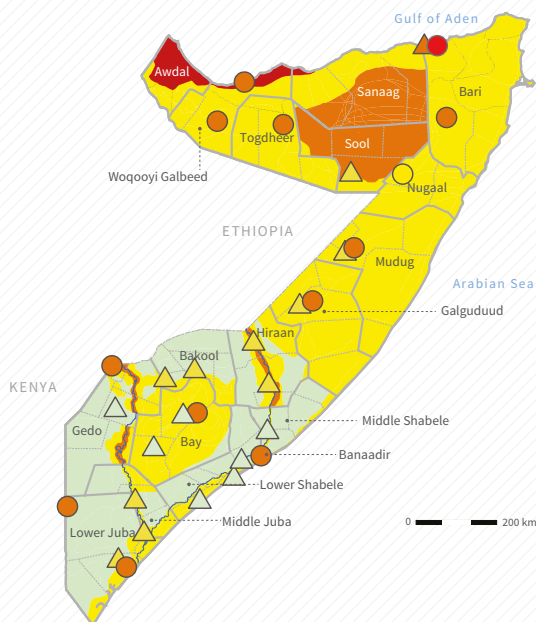 Gulf of Aden
Awdal
Sanaag
Bari
Togdheer
Sool
Woqooyi Galbeed
Nugaal
ETHIOPIA
Mudug
Arabian Sea
Galguduud
Hiraan
Bakool
KENYA
Gedo
Middle Shabele
Bay
Banaadir
Lower Shabele
Middle Juba
Lower Juba
0
200 km